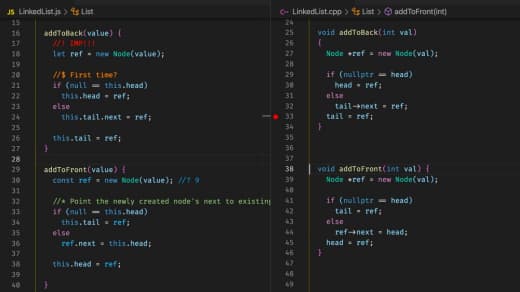 JS LinkedList.js > List
15
16 addToBack(value) {
17 //! IMP!!!
18 let ref = new Node(value);
19
20 //$ First time?
21 if (null == this.head)
22 this.head = ref;
23 else
24 this.tail.next = ref;
25
26 this.tail = ref;
27 }
28
29 addToFront(value) {
30 const ref = new Node(value); //? 9
31
32 //* Point the newly created node's next to existing
33 if (null == this.head)
34 this.tail = ref;
35 else
36 ref.next = this.head;
37
38 this.head = ref;
39
40 }
LinkedList.cpp > List > addToFront(int)
24
25 void addToBack(int val)
26 {
27 Node *ref = new Node(val);
28
29 if (nullptr == head)
30 head = ref;
31 else
32 tail->next = ref;
33 tail = ref;
34 }
35
36
37
38 void addToFront(int val) {
39 Node *ref = new Node(val);
40
41 if (nullptr == head)
42 tail = ref;
43 else
44 ref->next = head;
45 head = ref;
46 }
47
48
49